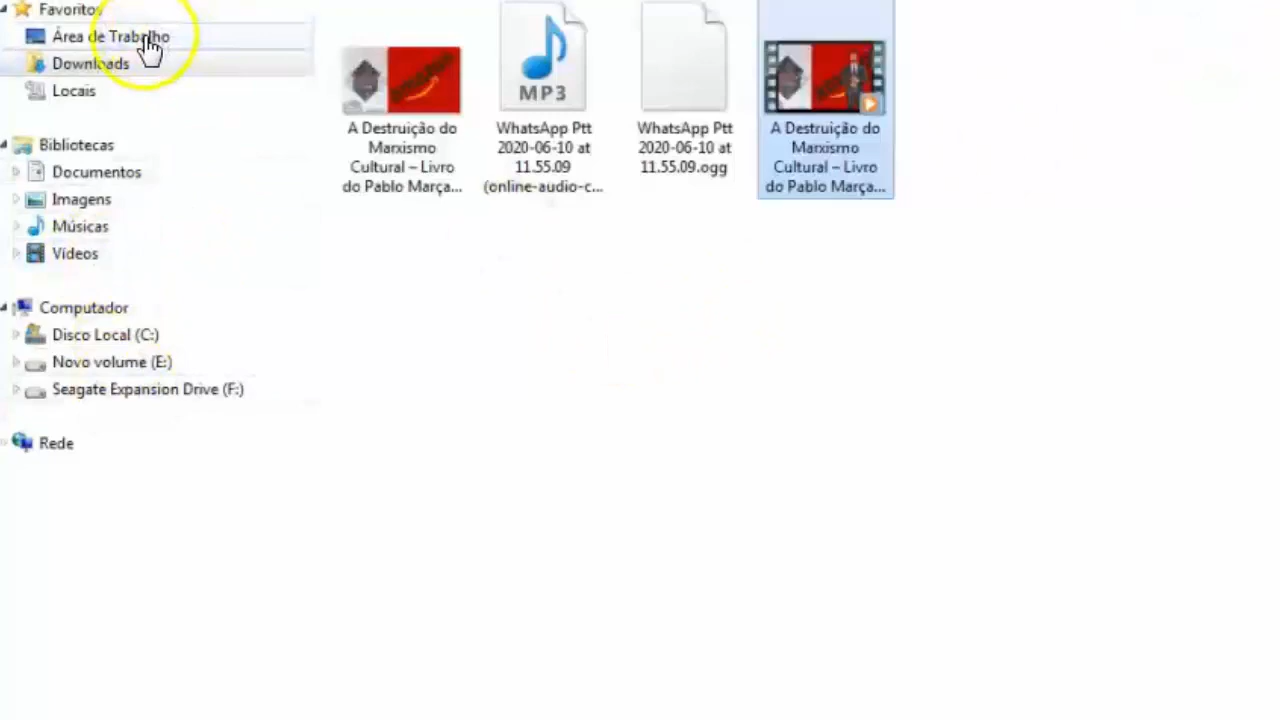 Favoritos
Área de Trabalho
Downloads
Locais
Bibliotecas
Documentos
Imagens
Músicas
Vídeos
Computador
Disco Local (C:)
Novo volume (E:)
Seagate Expansion Drive (F:)
Rede
A Destruição do
Marxismo
Cultural – Livro
do Pablo Marça...
MP3
WhatsApp Ptt
2020-06-10 at
11.55.09
(online-audio-c...
WhatsApp Ptt
2020-06-10 at
11.55.09.ogg
A Destruição do
Marxismo
Cultural – Livro
do Pablo Marça...